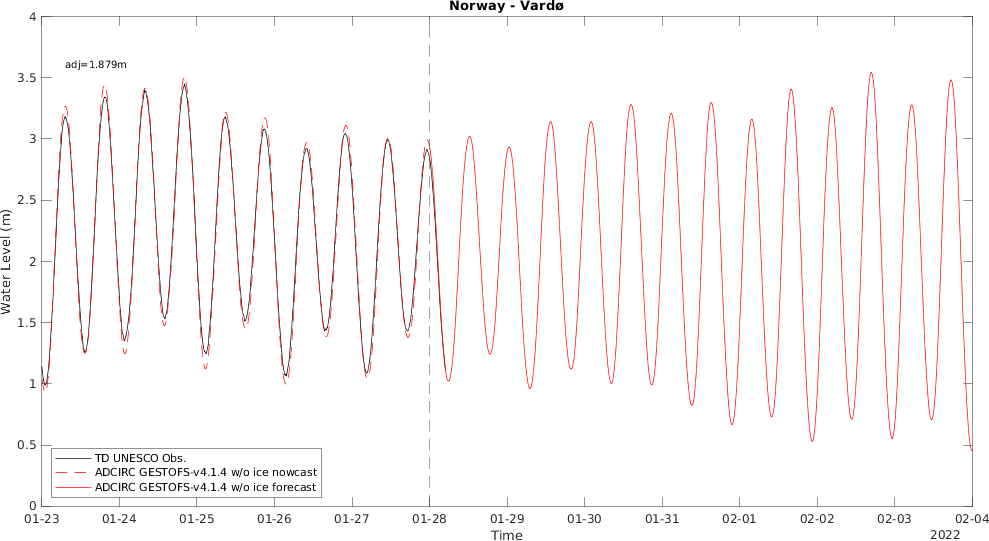 Norway - Vardø
4
3.5
3
2.5
2
1.5
1
0.5
0
Water Level (m)
adj=1.879m
TD UNESCO Obs.
ADCIRC GESTOFS-v4.1.4 w/o ice nowcast
ADCIRC GESTOFS-v4.1.4 w/o ice forecast
01-23 01-24 01-25 01-26 01-27 01-28 01-29 01-30 01-31 02-01 02-02 02-03 02-04
Time
2022